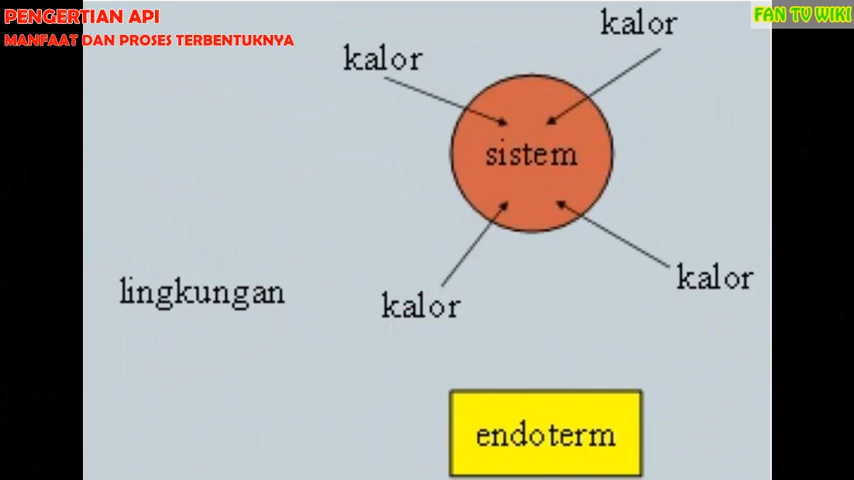 PENGERTIAN API
MANFAAT DAN PROSES TERBENTUKNYA
FAN TV WIKI
kalor
kalor
sistem
lingkungan
kalor
kalor
endoterm